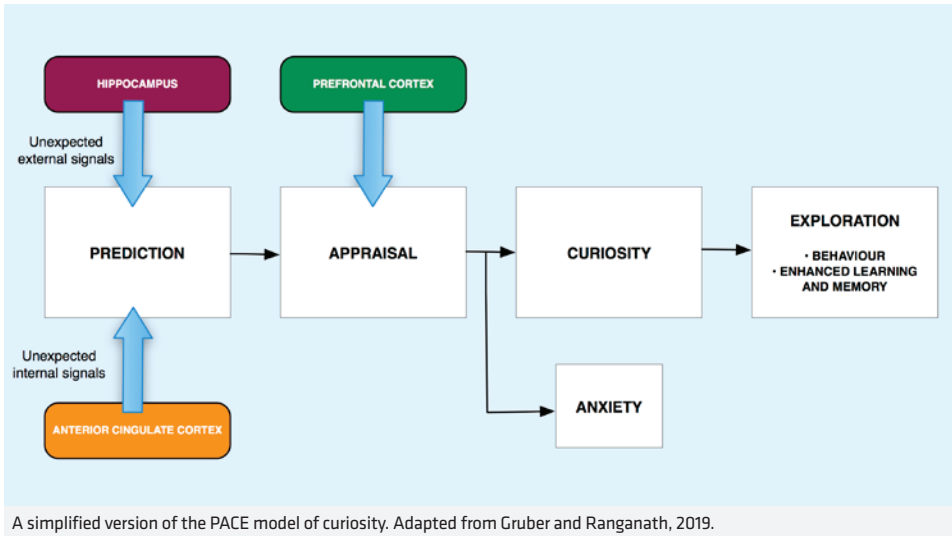 HIPPOCAMPUS
PREFRONTAL CORTEX
Unexpected
external signals
PREDICTION
APPRAISAL
CURIOSITY
EXPLORATION
• BEHAVIOUR
• ENHANCED LEARNING
AND MEMORY
Unexpected
internal signals
ANXIETY
ANTERIOR CINGULATE CORTEX
A simplified version of the PACE model of curiosity. Adapted from Gruber and Ranganath, 2019.